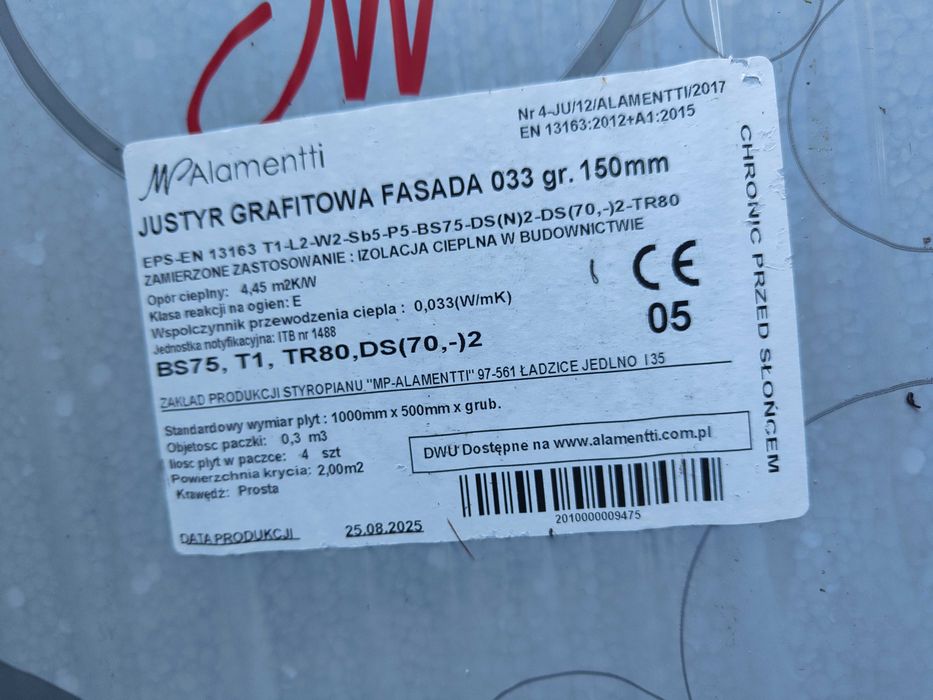 MPAlamentti
Nr 4-JU/12/ALAMENTTI/2017
EN 13163:2012+A1:2015
JUSTYR GRAFITOWA FASADA 033 gr. 150mm
EPS-EN 13163 T1-L2-W2-Sb5-P5-BS75-DS(N)2-DS(70,-)2-TR80
ZAMIERZONE ZASTOSOWANIE : IZOLACJA CIEPLNA W BUDOWNICTWIE
Opór cieplny: 4,45 m2K/W
Klasa reakcji na ogien: E
Wspolczynnik przewodzenia ciepla : 0,033(W/mK)
Jednostka notyfikacyjna: ITB nr 1488
CE
05
BS75, T1, TR80,DS(70,-)2
ZAKŁAD PRODUKCJI STYROPIANU "MP-ALAMENTTI" 97-561 ŁADZICE JEDLNO I 35
Standardowy wymiar plyt : 1000mm x 500mm x grub.
Objetosc paczki: 0,3 m3
Ilosc plyt w paczce: 4 szt
Powierzchnia krycia: 2,00m2
Krawędź: Prosta
DWU Dostępne na www.alamentti.com.pl
2010000009475
DATA PRODUKCJI 25.08.2025
CHRONIĆ PRZED SŁOŃCEM